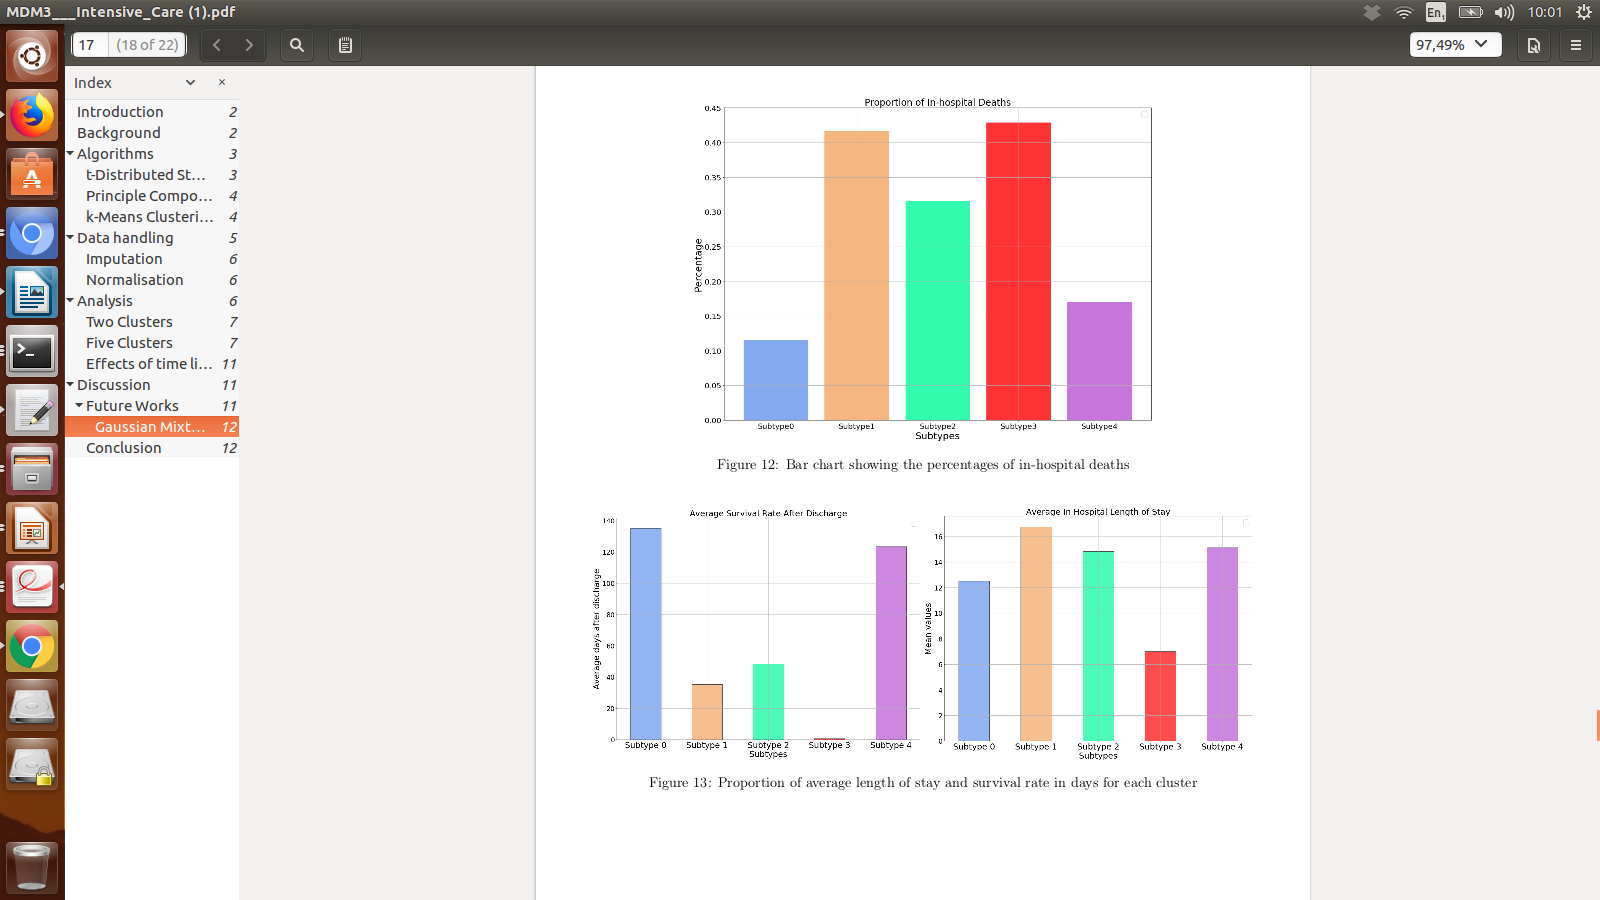 MDM3___Intensive_Care (1).pdf
En1
10:01
17
(18 of 22)
97,49%
Index
Introduction 2
Background 2
Algorithms 3
t-Distributed St... 3
Principle Compo... 4
k-Means Clusteri... 4
Data handling 5
Imputation 6
Normalisation 6
Analysis 6
Two Clusters 7
Five Clusters 7
Effects of time li... 11
Discussion 11
Future Works 11
Gaussian Mixt... 12
Conclusion 12
Proportion of In-hospital Deaths
0.45
0.40
0.35
0.30
0.25
0.20
0.15
0.10
0.05
0.00
Percentage
Subtype0 Subtype1 Subtype2 Subtype3 Subtype4
Subtypes
Figure 12: Bar chart showing the percentages of in-hospital deaths
Average Survival Rate After Discharge
140
120
100
80
60
40
20
0
Average days after discharge
Subtype 0 Subtype 1 Subtype 2 Subtype 3 Subtype 4
Subtypes
Average In Hospital Length of Stay
16
14
12
10
8
6
4
2
0
Mean values
Subtype 0 Subtype 1 Subtype 2 Subtype 3 Subtype 4
Subtypes
Figure 13: Proportion of average length of stay and survival rate in days for each cluster